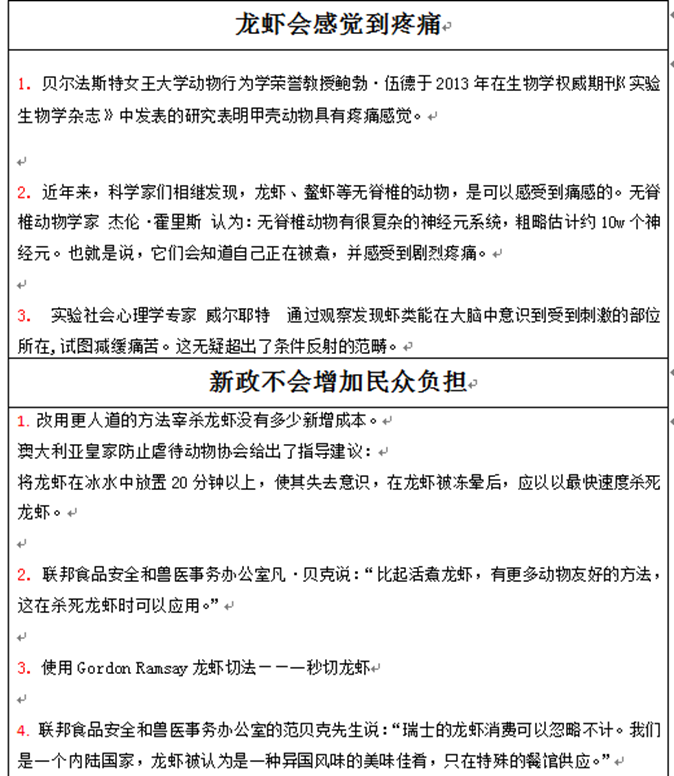 龙虾会感觉到疼痛
1. 贝尔法斯特女王大学动物行为学荣誉教授鲍勃·伍德于 2013 年在生物学权威期刊《实验
生物学杂志》中发表的研究表明甲壳动物具有疼痛感觉。
2. 近年来，科学家们相继发现，龙虾、螯虾等无脊椎的动物，是可以感受到痛感的。无脊
椎动物学家 杰伦·霍里斯 认为：无脊椎动物有很复杂的神经元系统，粗略估计约 10w 个神
经元。也就是说，它们会知道自己正在被煮，并感受到剧烈疼痛。
3. 实验社会心理学专家 威尔耶特 通过观察发现虾类能在大脑中意识到受到刺激的部位
所在,试图减缓痛苦。这无疑超出了条件反射的范畴。
新政不会增加民众负担
1. 改用更人道的方法宰杀龙虾没有多少新增成本。
澳大利亚皇家防止虐待动物协会给出了指导建议：
将龙虾在冰水中放置 20 分钟以上，使其失去意识，在龙虾被冻晕后，应以以最快速度杀死
龙虾。
2. 联邦食品安全和兽医事务办公室凡·贝克说：“比起活煮龙虾，有更多动物友好的方法，
这在杀死龙虾时可以应用。”
3. 使用 Gordon Ramsay 龙虾切法－－一秒切龙虾
4. 联邦食品安全和兽医事务办公室的范贝克先生说：“瑞士的龙虾消费可以忽略不计。我们
是一个内陆国家，龙虾被认为是一种异国风味的美味佳肴，只在特殊的餐馆供应。”